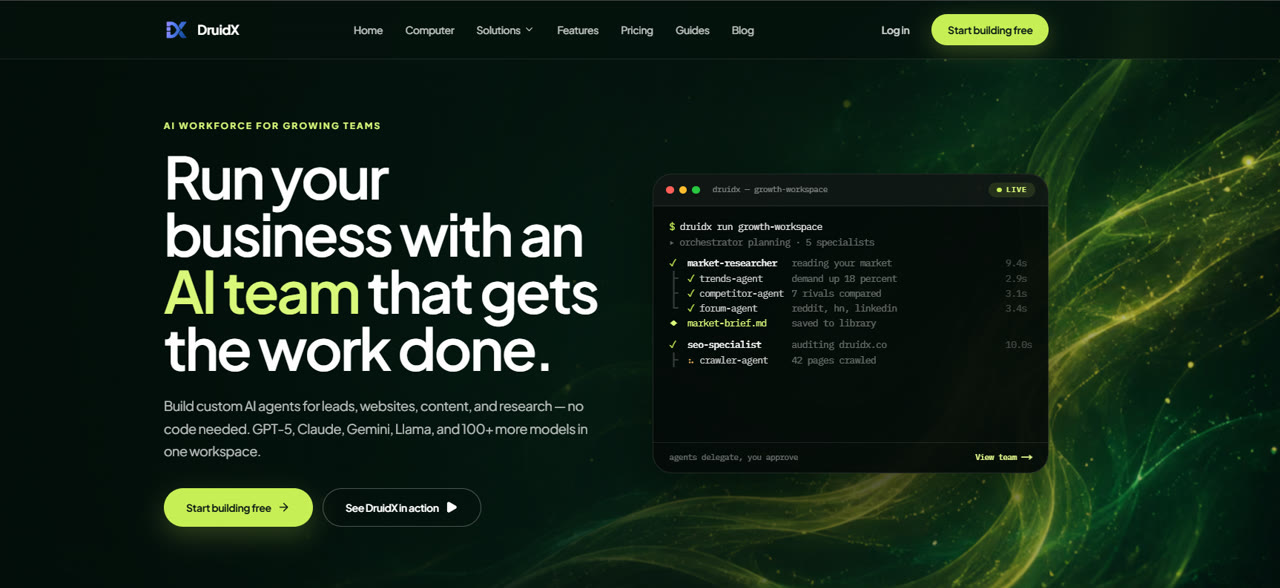 DruidX
Home Computer Solutions Features Pricing Guides Blog
Log in Start building free
AI WORKFORCE FOR GROWING TEAMS
Run your
business with an
AI team that gets
the work done.
Build custom AI agents for leads, websites, content, and research — no
code needed. GPT-5, Claude, Gemini, Llama, and 100+ more models in
one workspace.
Start building free → See DruidX in action ▶
druidx — growth-workspace LIVE
$ druidx run growth-workspace
▸ orchestrator planning · 5 specialists
✓ market-researcher reading your market 9.4s
├ ✓ trends-agent demand up 18 percent 2.9s
├ ✓ competitor-agent 7 rivals compared 3.1s
└ ✓ forum-agent reddit, hn, linkedin 3.4s
◆ market-brief.md saved to library
✓ seo-specialist auditing druidx.co 10.0s
├ crawler-agent 42 pages crawled
agents delegate, you approve View team →